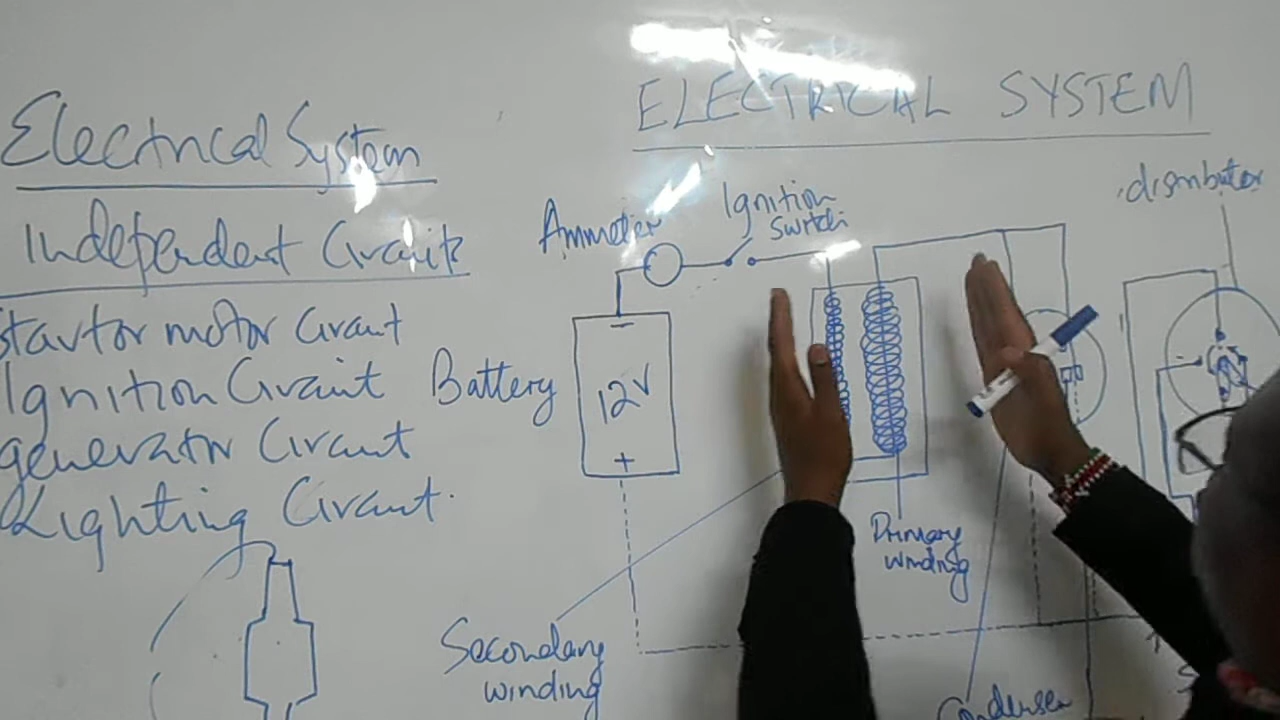 Electrical System
Independent Circuits
Startor motor Circuit
Ignition Circuit
generator Circuit
Lighting Circuit.
ELECTRICAL SYSTEM
distributor
Ammeter
Ignition
Switch
Battery
12V
Primary
winding
Secondary
winding
Condenser